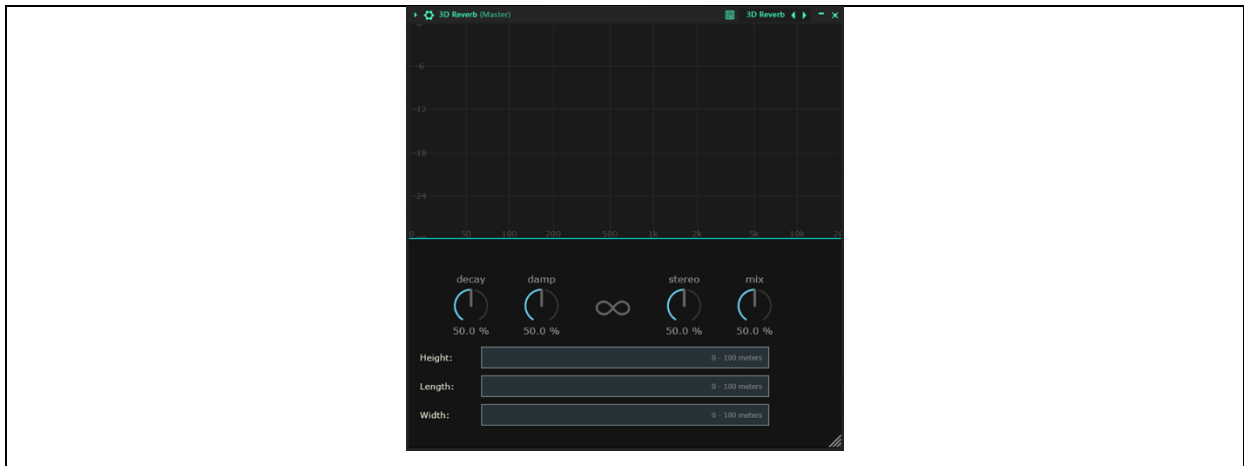 3D Reverb (Master) 3D Reverb
-6
-12
-18
-24
0 50 100 200 500 1k 2k 5k 10k
decay damp stereo mix
50.0 % 50.0 % 50.0 % 50.0 %
Height: 0 - 100 meters
Length: 0 - 100 meters
Width: 0 - 100 meters